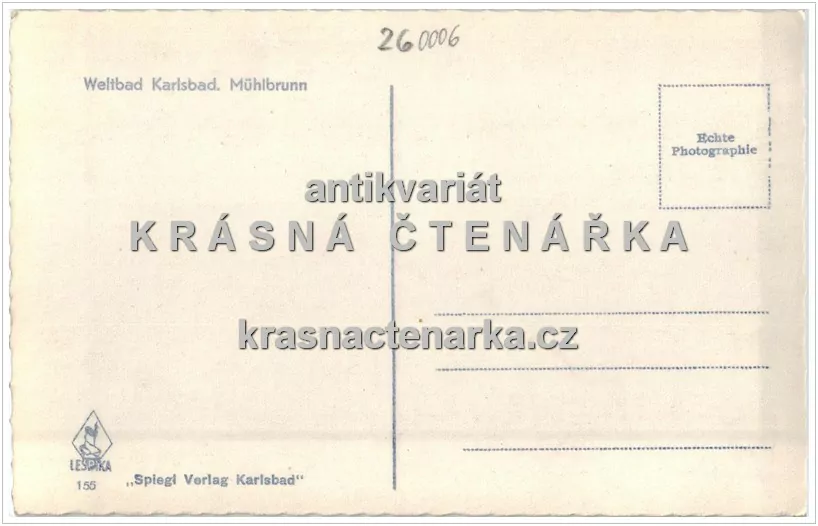 260006
Weltbad Karlsbad. Mühlbrunn
Echte
Photographie
antikvariát
KRÁSNÁ ČTENÁŘKA
krasnactenarka.cz
LESPIKA
155
„Spiegl Verlag Karlsbad"